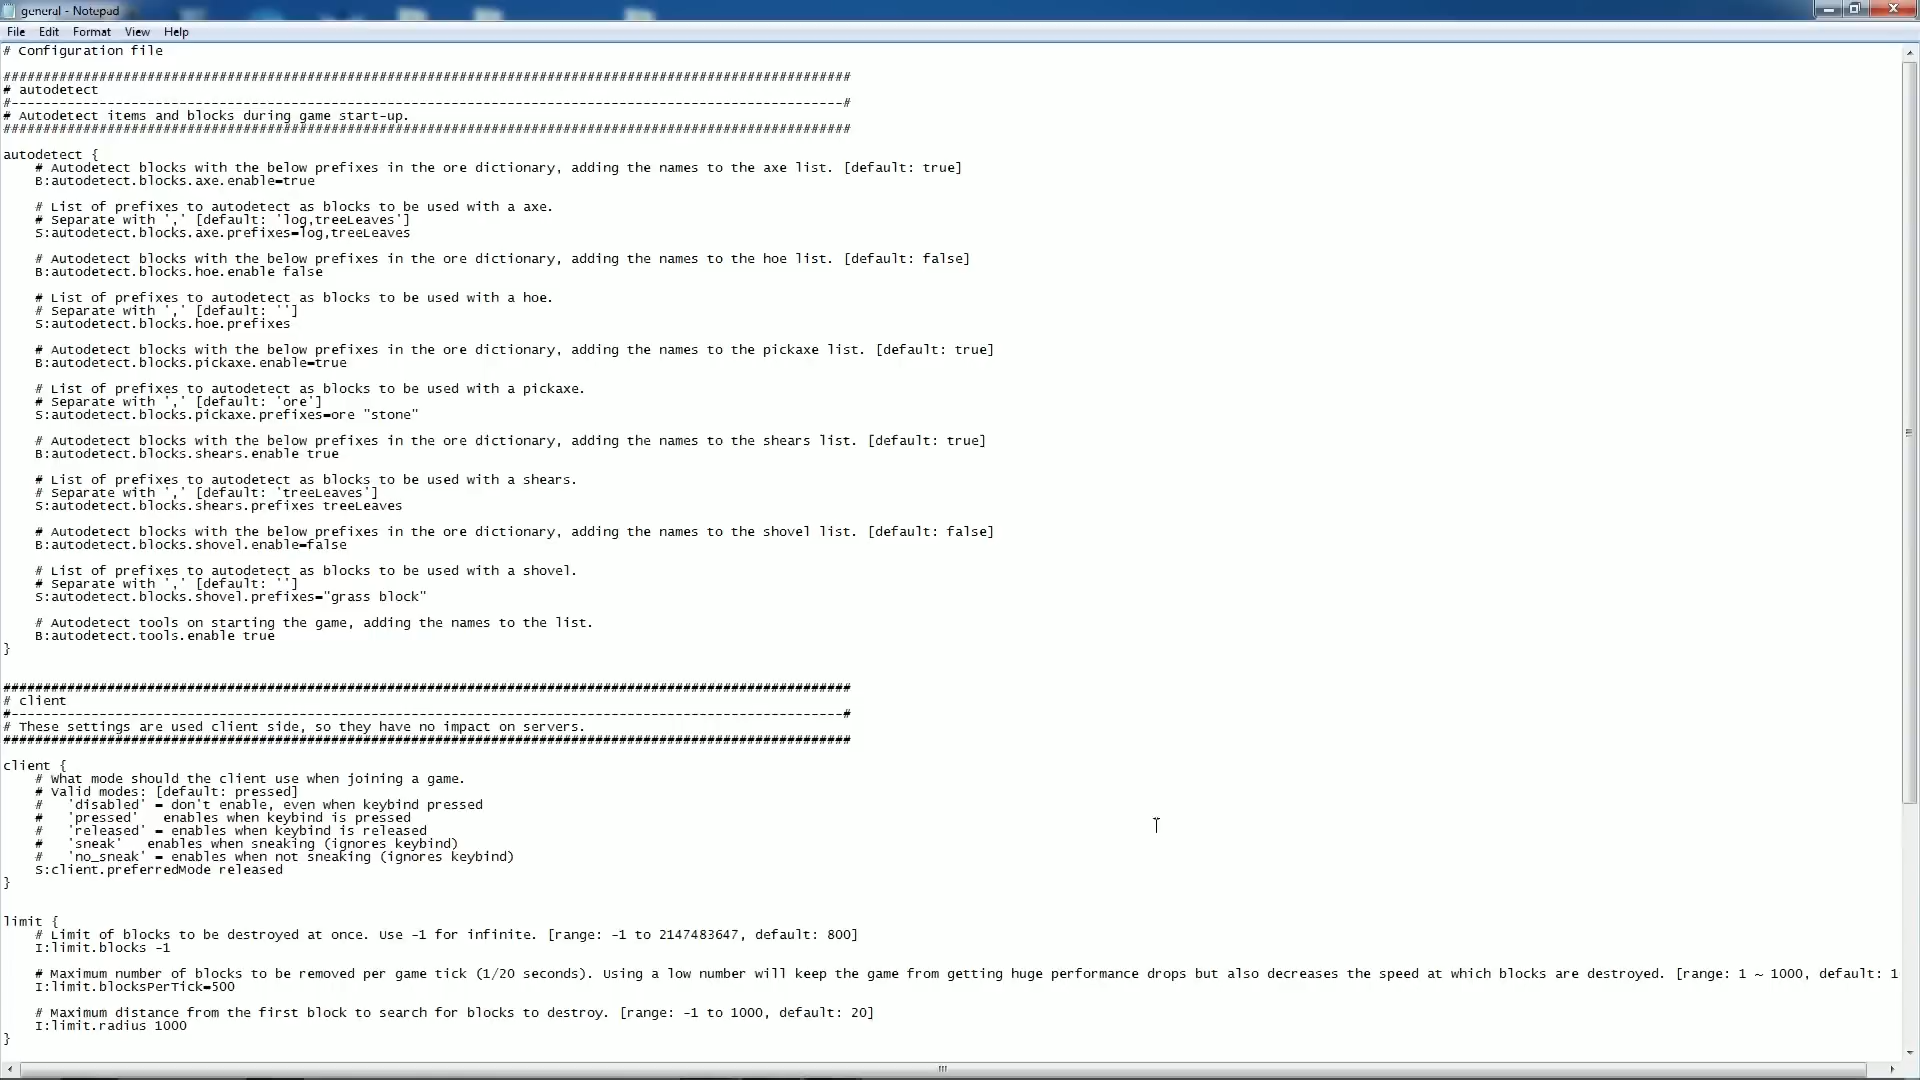 general - Notepad
File Edit Format View Help
# Configuration file
##########################################################################################################
# autodetect
#--------------------------------------------------------------------------------------------------------#
# Autodetect items and blocks during game start-up.
##########################################################################################################
autodetect {
# Autodetect blocks with the below prefixes in the ore dictionary, adding the names to the axe list. [default: true]
B:autodetect.blocks.axe.enable=true
# List of prefixes to autodetect as blocks to be used with a axe.
# Separate with ',' [default: 'log,treeLeaves']
S:autodetect.blocks.axe.prefixes=log,treeLeaves
# Autodetect blocks with the below prefixes in the ore dictionary, adding the names to the hoe list. [default: false]
B:autodetect.blocks.hoe.enable false
# List of prefixes to autodetect as blocks to be used with a hoe.
# Separate with ',' [default: '']
S:autodetect.blocks.hoe.prefixes
# Autodetect blocks with the below prefixes in the ore dictionary, adding the names to the pickaxe list. [default: true]
B:autodetect.blocks.pickaxe.enable=true
# List of prefixes to autodetect as blocks to be used with a pickaxe.
# Separate with ',' [default: 'ore']
S:autodetect.blocks.pickaxe.prefixes=ore "stone"
# Autodetect blocks with the below prefixes in the ore dictionary, adding the names to the shears list. [default: true]
B:autodetect.blocks.shears.enable true
# List of prefixes to autodetect as blocks to be used with a shears.
# Separate with ',' [default: 'treeLeaves']
S:autodetect.blocks.shears.prefixes treeLeaves
# Autodetect blocks with the below prefixes in the ore dictionary, adding the names to the shovel list. [default: false]
B:autodetect.blocks.shovel.enable=false
# List of prefixes to autodetect as blocks to be used with a shovel.
# Separate with ',' [default: '']
S:autodetect.blocks.shovel.prefixes="grass block"
# Autodetect tools on starting the game, adding the names to the list.
B:autodetect.tools.enable true
}
##########################################################################################################
# client
#--------------------------------------------------------------------------------------------------------#
# These settings are used client side, so they have no impact on servers.
##########################################################################################################
client {
# What mode should the client use when joining a game.
# Valid modes: [default: pressed]
# 'disabled' = don't enable, even when keybind pressed
# 'pressed' enables when keybind is pressed
# 'released' = enables when keybind is released
# 'sneak' enables when sneaking (ignores keybind)
# 'no_sneak' = enables when not sneaking (ignores keybind)
S:client.preferredMode released
}
limit {
# Limit of blocks to be destroyed at once. Use -1 for infinite. [range: -1 to 2147483647, default: 800]
I:limit.blocks -1
# Maximum number of blocks to be removed per game tick (1/20 seconds). Using a low number will keep the game from getting huge performance drops but also decreases the speed at which blocks are destroyed. [range: 1 ~ 1000, default: 1
I:limit.blocksPerTick=500
# Maximum distance from the first block to search for blocks to destroy. [range: -1 to 1000, default: 20]
I:limit.radius 1000
}